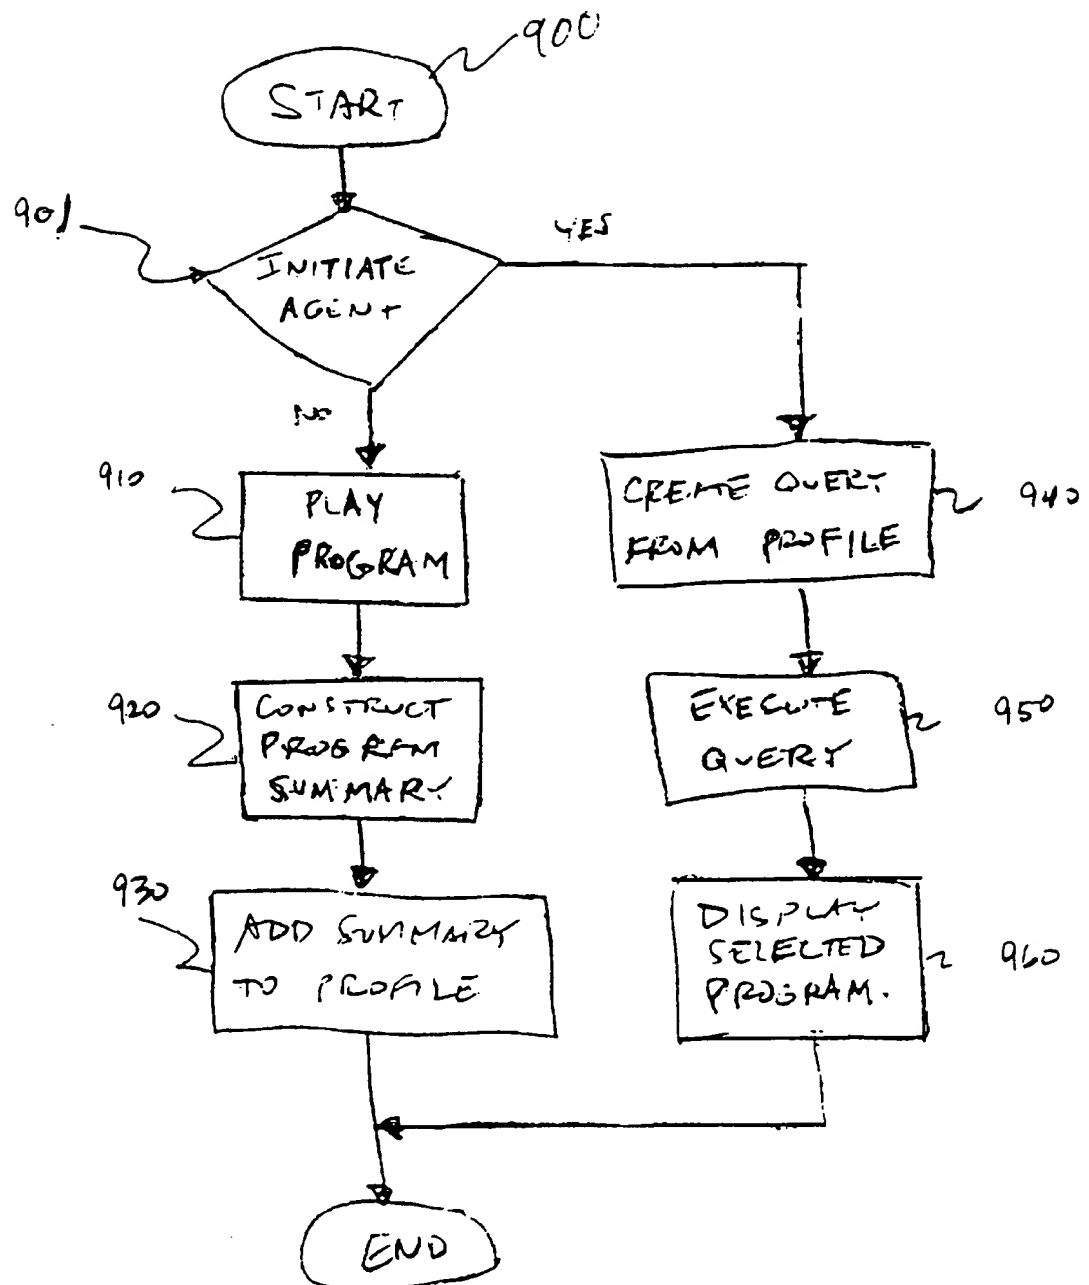 900
START
901
YES
INITIATE
AGENT
NO
910
PLAY
PROGRAM
CREATE QUERY
FROM PROFILE
940
920
CONSTRUCT
PROGRAM
SUMMARY
EXECUTE
QUERY
950
930
ADD SUMMARY
TO PROFILE
DISPLAY
SELECTED
PROGRAM.
960
END